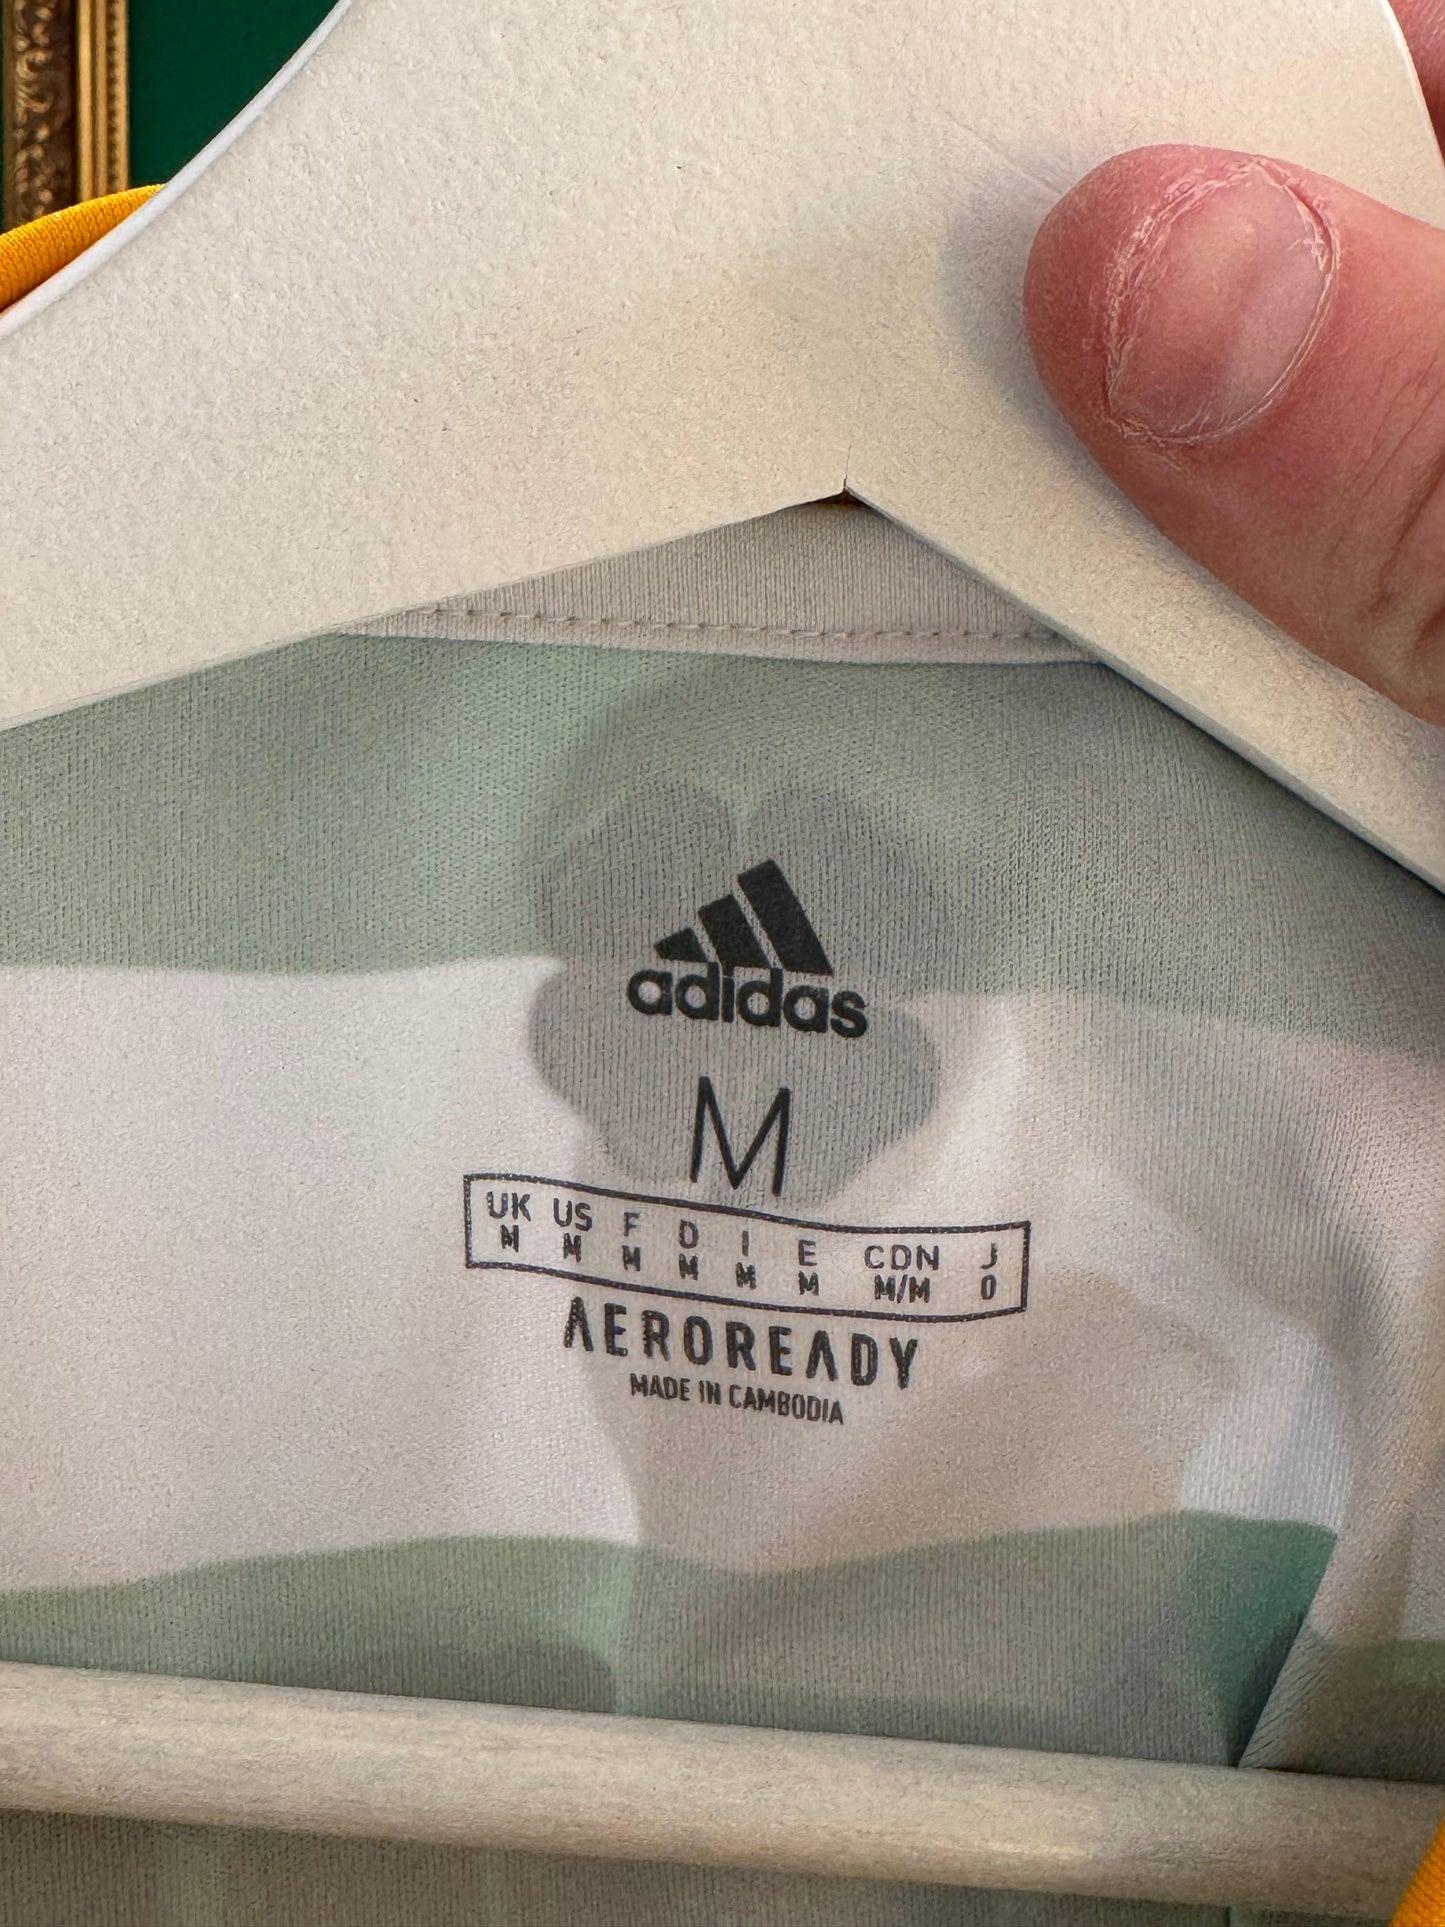 adidas
M
UK US F D I E CDN J
M M M M M M M/M O
AEROREADY
MADE IN CAMBODIA